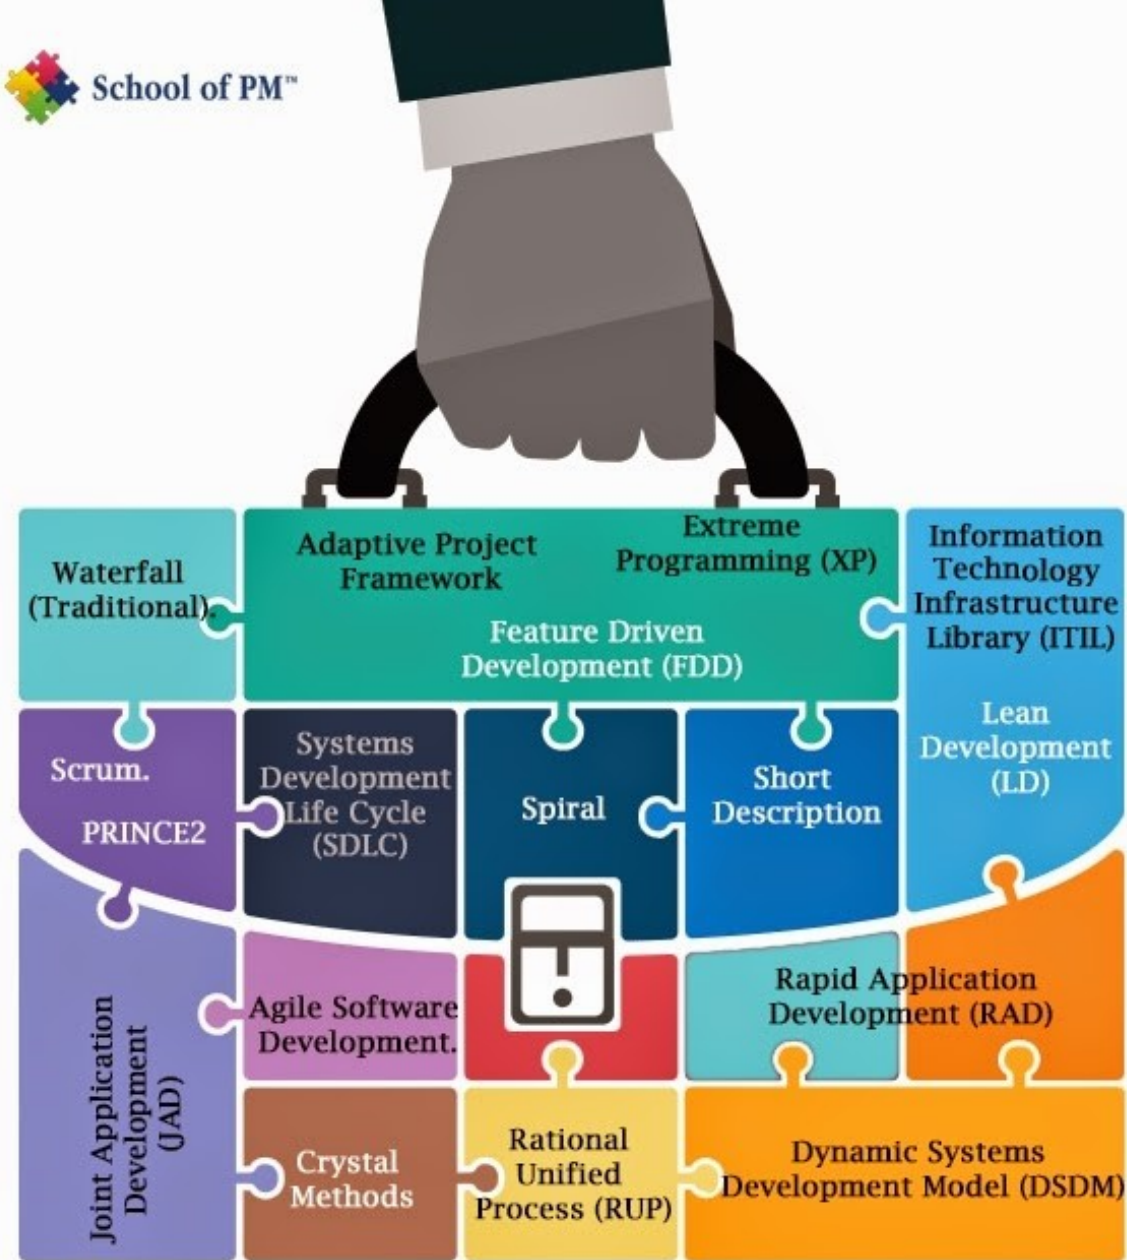 School of PM™
Waterfall
(Traditional).
Adaptive Project
Framework
Extreme
Programming (XP)
Feature Driven
Development (FDD)
Information
Technology
Infrastructure
Library (ITIL)
Lean
Development
(LD)
Scrum.
PRINCE2
Systems
Development
Life Cycle
(SDLC)
Spiral
Short
Description
Joint Application
Development
(JAD)
Agile Software
Development.
Rapid Application
Development (RAD)
Crystal
Methods
Rational
Unified
Process (RUP)
Dynamic Systems
Development Model (DSDM)